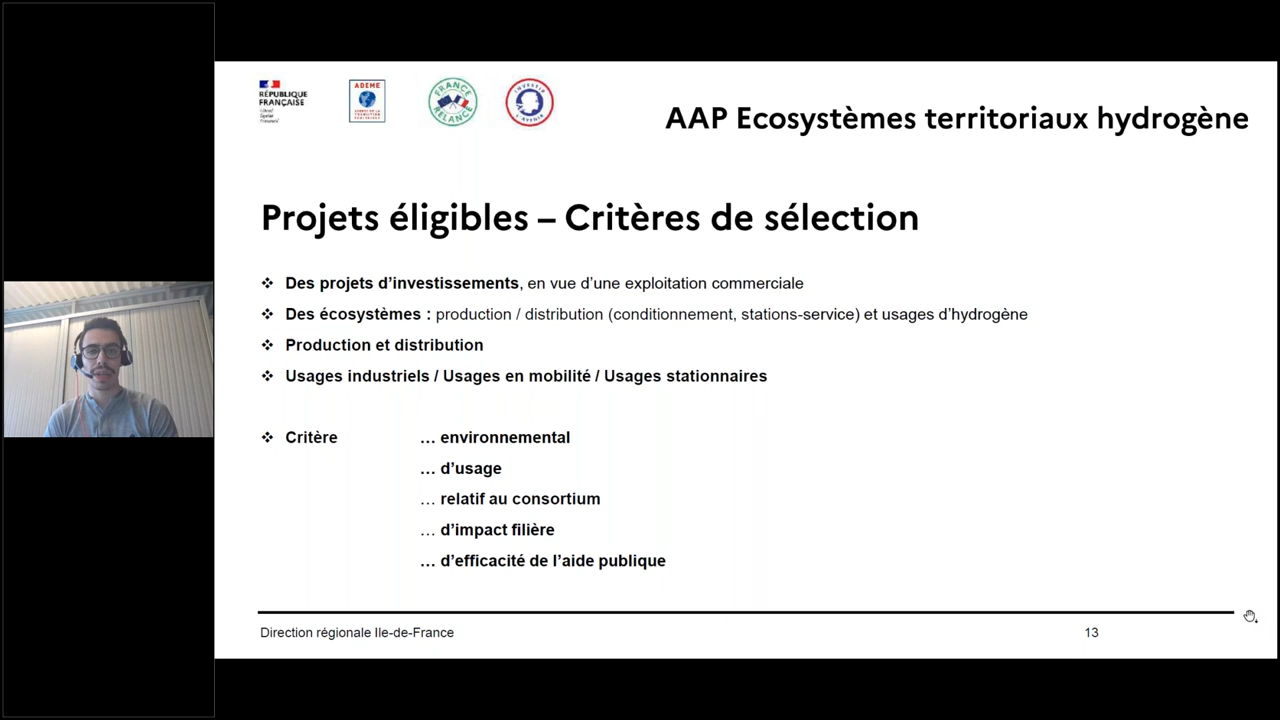 RÉPUBLIQUE
FRANÇAISE
ADEME
FRANCE
RELANCE
AAP Ecosystèmes territoriaux hydrogène
Projets éligibles – Critères de sélection
❖ Des projets d’investissements, en vue d’une exploitation commerciale
❖ Des écosystèmes : production / distribution (conditionnement, stations-service) et usages d’hydrogène
❖ Production et distribution
❖ Usages industriels / Usages en mobilité / Usages stationnaires
❖ Critère … environnemental
… d’usage
… relatif au consortium
… d’impact filière
… d’efficacité de l’aide publique
Direction régionale Ile-de-France
13